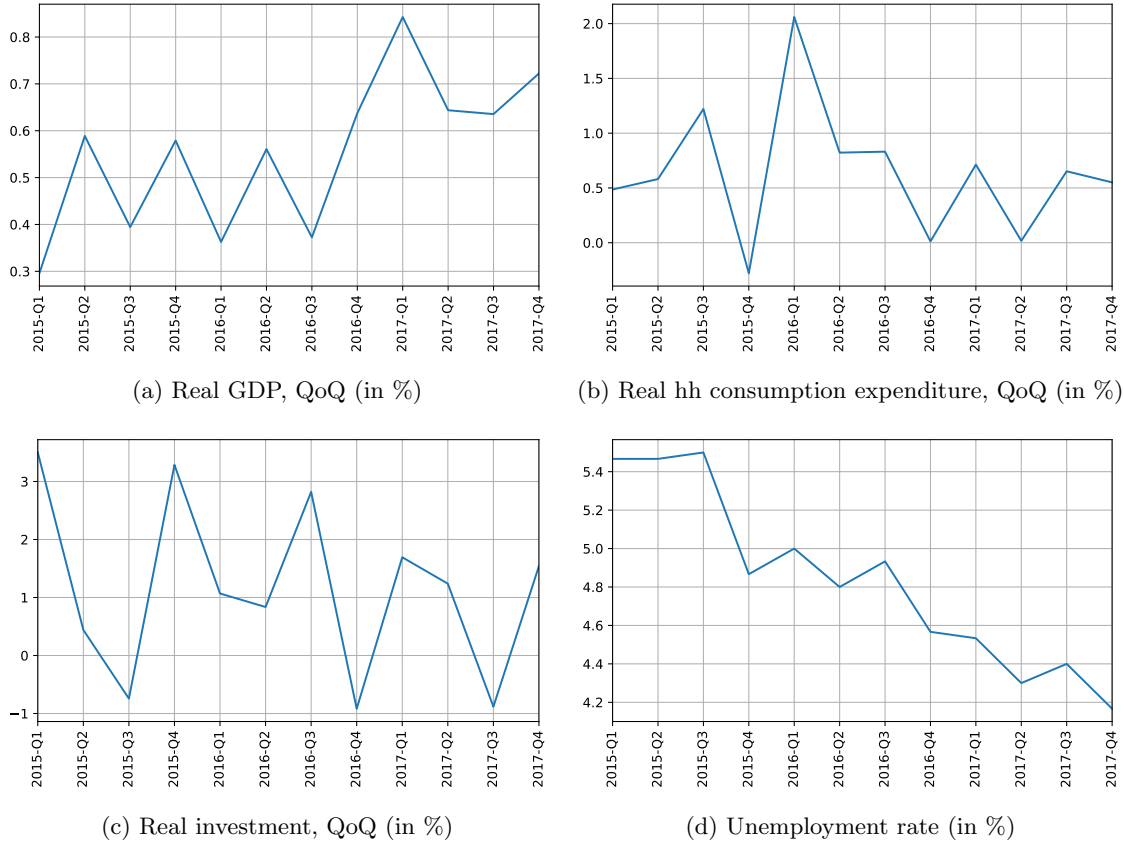 0.8
0.7
0.6
0.5
0.4
0.3
2015-Q1
2015-Q2
2015-Q3
2015-Q4
2016-Q1
2016-Q2
2016-Q3
2016-Q4
2017-Q1
2017-Q2
2017-Q3
2017-Q4
(a) Real GDP, QoQ (in %)
2.0
1.5
1.0
0.5
0.0
2015-Q1
2015-Q2
2015-Q3
2015-Q4
2016-Q1
2016-Q2
2016-Q3
2016-Q4
2017-Q1
2017-Q2
2017-Q3
2017-Q4
(b) Real hh consumption expenditure, QoQ (in %)
3
2
1
0
−1
2015-Q1
2015-Q2
2015-Q3
2015-Q4
2016-Q1
2016-Q2
2016-Q3
2016-Q4
2017-Q1
2017-Q2
2017-Q3
2017-Q4
(c) Real investment, QoQ (in %)
5.4
5.2
5.0
4.8
4.6
4.4
4.2
2015-Q1
2015-Q2
2015-Q3
2015-Q4
2016-Q1
2016-Q2
2016-Q3
2016-Q4
2017-Q1
2017-Q2
2017-Q3
2017-Q4
(d) Unemployment rate (in %)